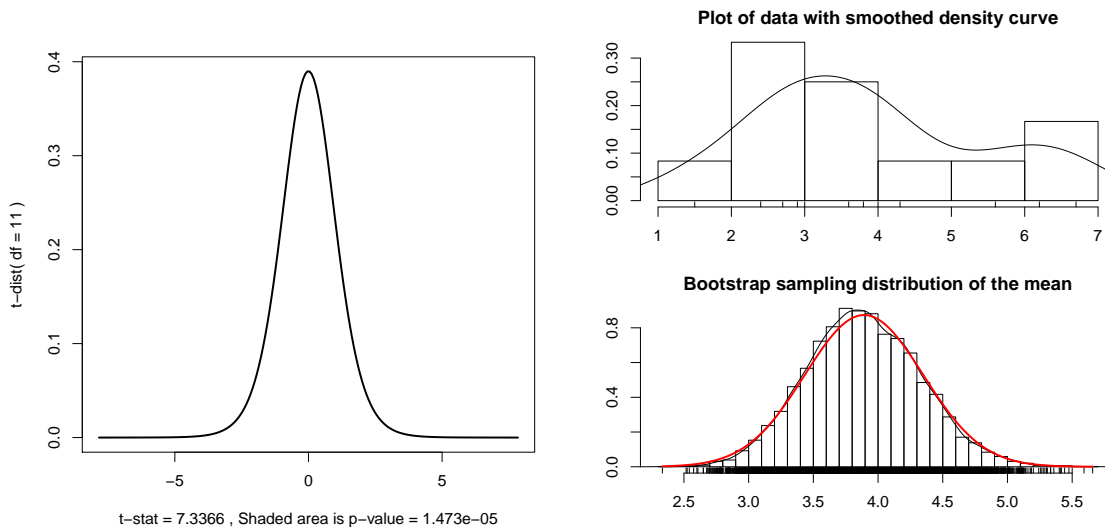 t−dist( df = 11 )
0.0 0.1 0.2 0.3 0.4
−5 0 5
t−stat = 7.3366 , Shaded area is p−value = 1.473e−05
Plot of data with smoothed density curve
0.00 0.10 0.20 0.30
1 2 3 4 5 6 7
Bootstrap sampling distribution of the mean
0.0 0.4 0.8
2.5 3.0 3.5 4.0 4.5 5.0 5.5